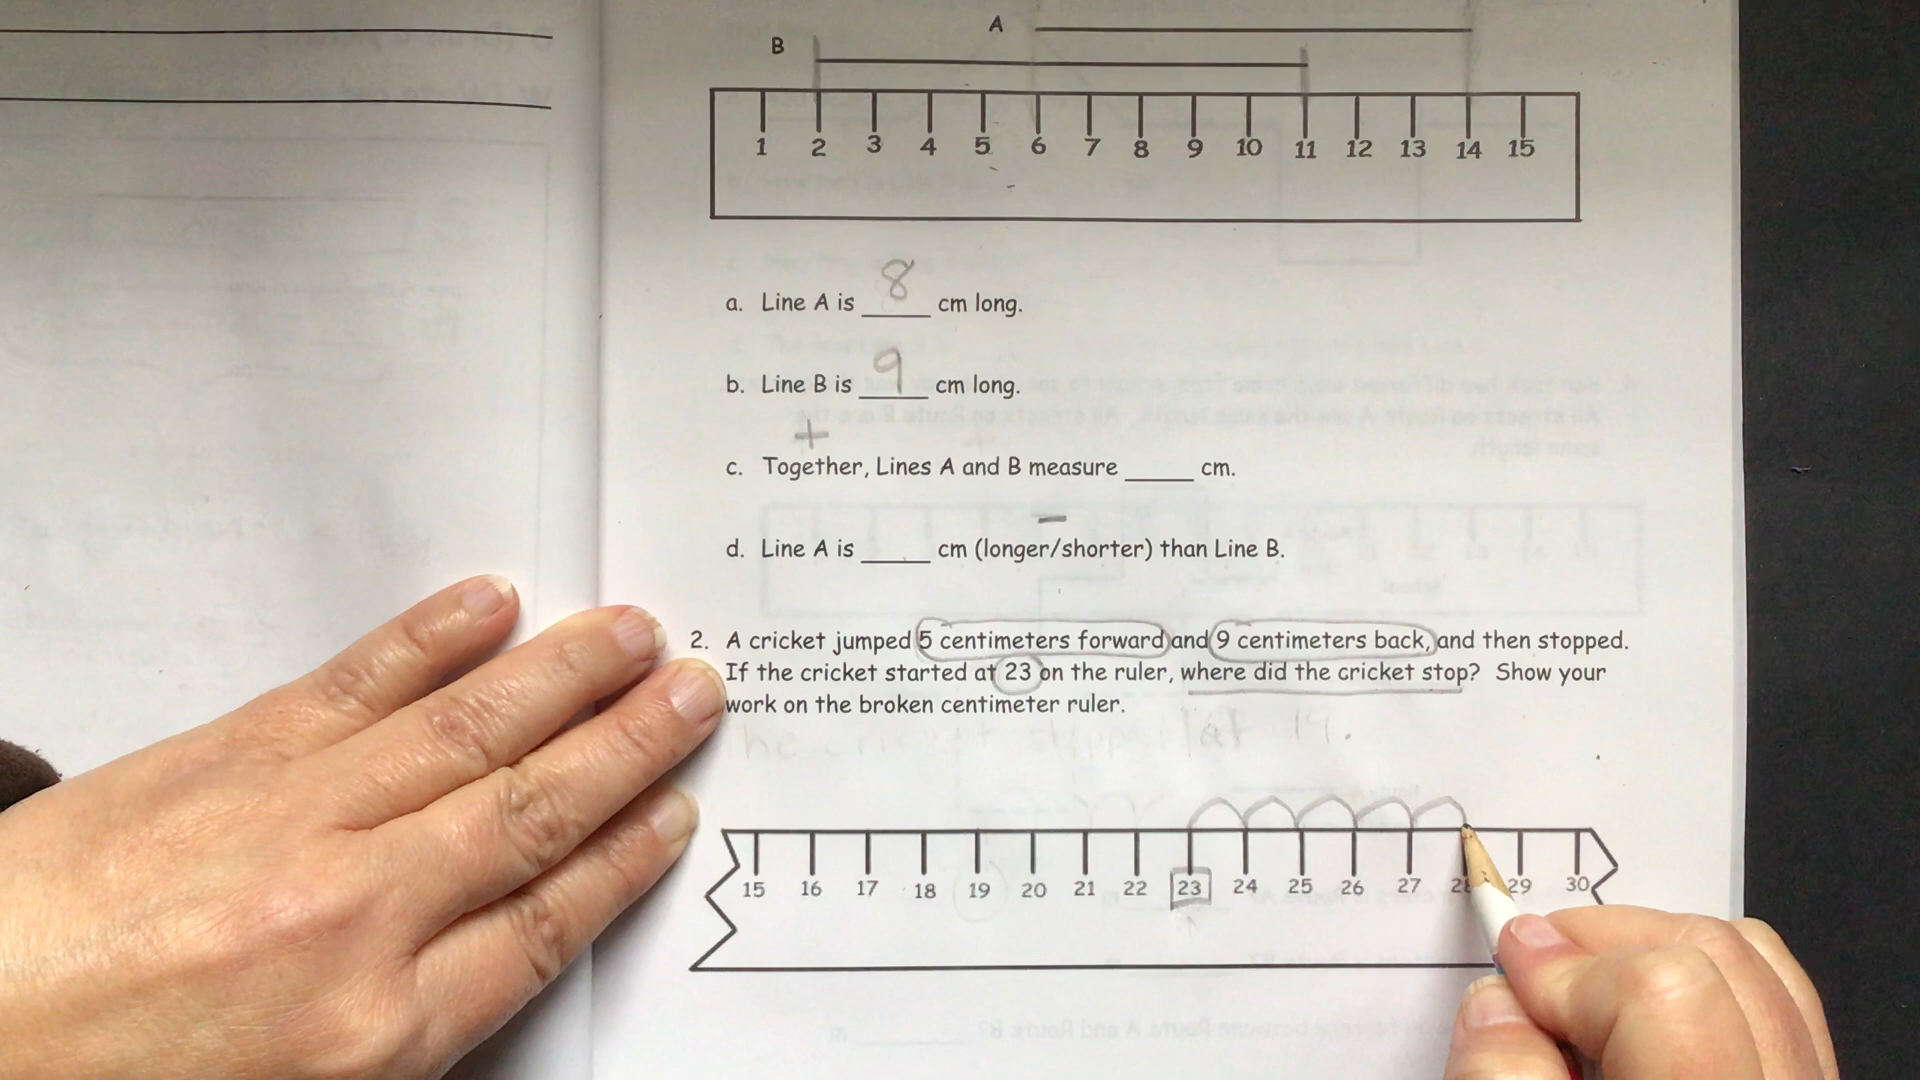 A
B
1 2 3 4 5 6 7 8 9 10 11 12 13 14 15
a. Line A is 8 cm long.
b. Line B is 9 cm long.
+
c. Together, Lines A and B measure _____ cm.
-
d. Line A is _____ cm (longer/shorter) than Line B.
2. A cricket jumped 5 centimeters forward and 9 centimeters back, and then stopped.
If the cricket started at 23 on the ruler, where did the cricket stop? Show your
work on the broken centimeter ruler.
at 19.
15 16 17 18 19 20 21 22 23 24 25 26 27 28 29 30